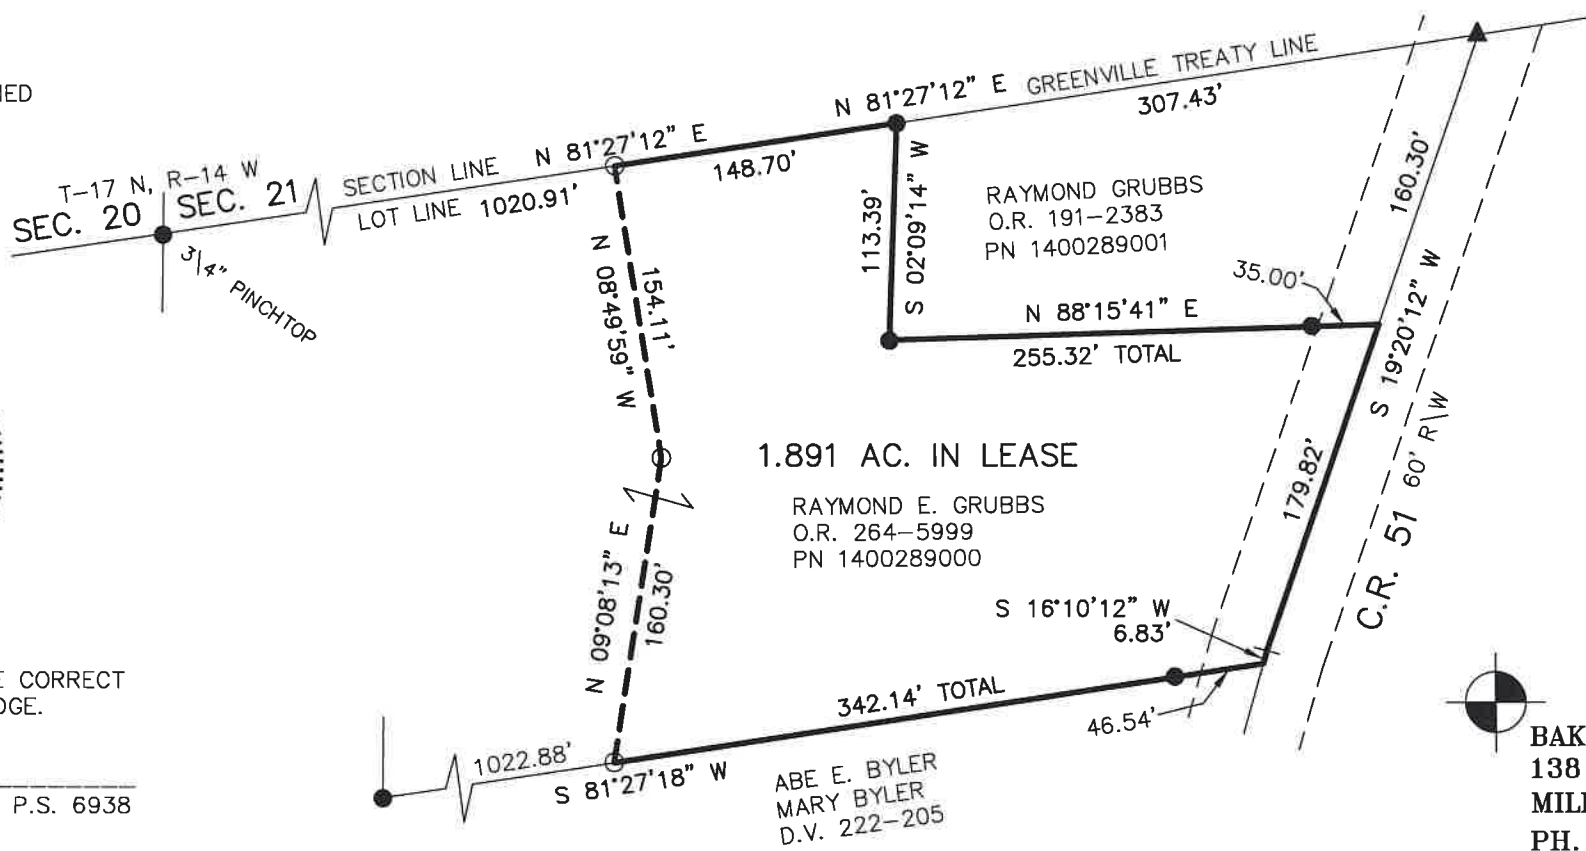 IED
T-17 N, R-14 W
SEC. 20
SEC. 21
3/4" PINCHTOP
SECTION LINE
LOT LINE 1020.91'
N 81°27'12" E
148.70'
N 81°27'12" E
GREENVILLE TREATY LINE
307.43'
160.30'
113.39'
S 02°09'14" W
RAYMOND GRUBBS
O.R. 191-2383
PN 1400289001
35.00'
N 88°15'41" E
255.32' TOTAL
S 19°20'12" W
N 08°49'59" W
154.11'
1.891 AC. IN LEASE
RAYMOND E. GRUBBS
O.R. 264-5999
PN 1400289000
179.82'
60' R\W
C.R. 51
N 09°08'13" E
160.30'
S 16°10'12" W
6.83'
342.14' TOTAL
46.54'
1022.88'
S 81°27'18" W
ABE E. BYLER
MARY BYLER
D.V. 222-205
CORRECT
DGE.
P.S. 6938
BAK
138
MILL
PH.